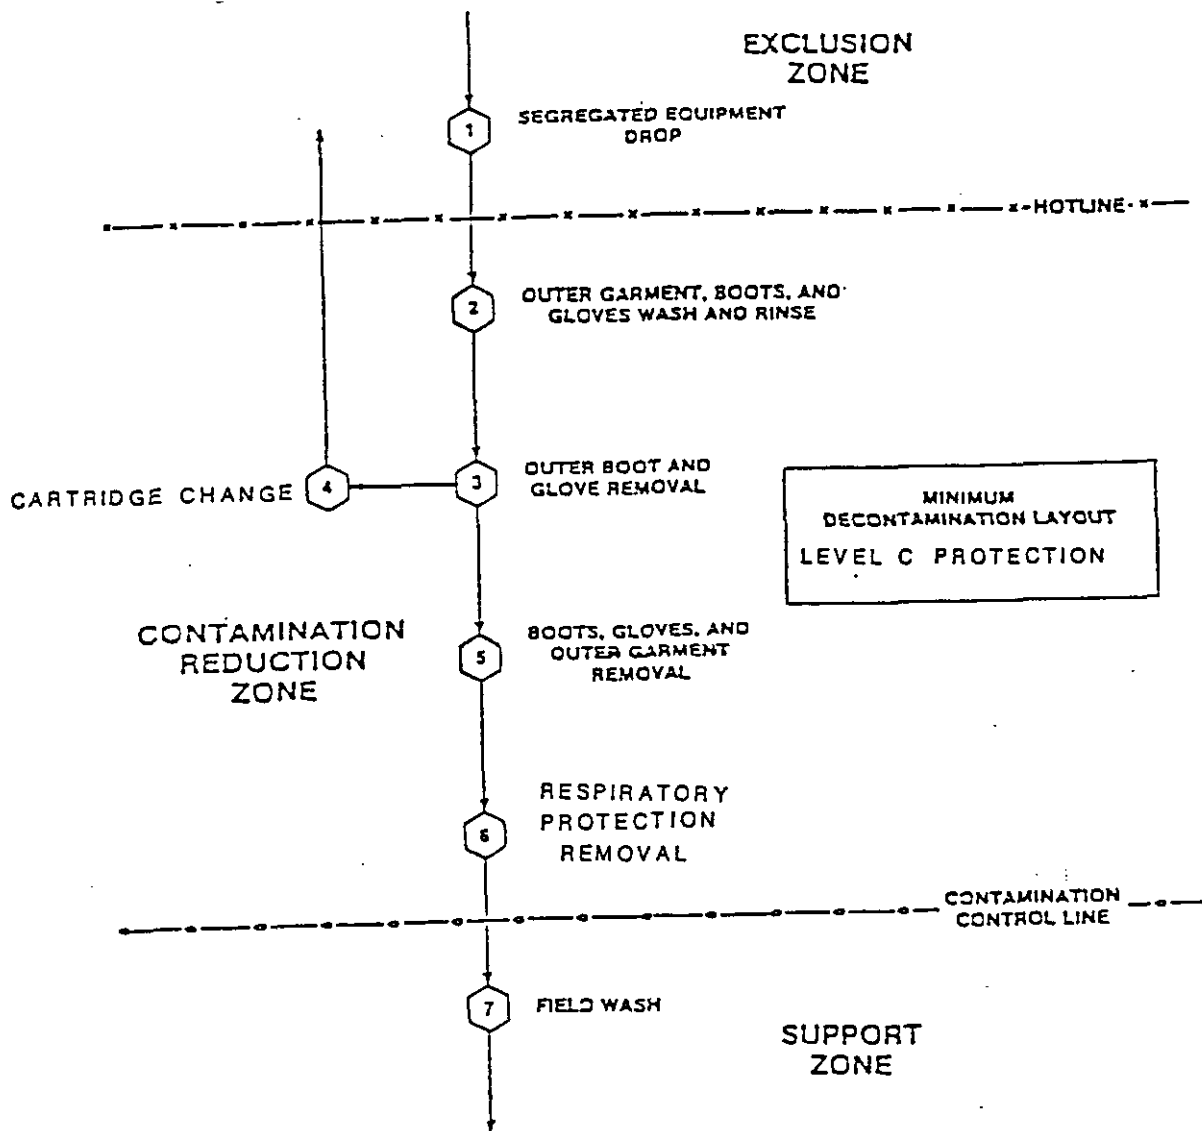 EXCLUSION
ZONE
1
SEGREGATED EQUIPMENT
DROP
HOTLINE
2
OUTER GARMENT, BOOTS, AND
GLOVES WASH AND RINSE
CARTRIDGE CHANGE
4
3
OUTER BOOT AND
GLOVE REMOVAL
MINIMUM
DECONTAMINATION LAYOUT
LEVEL C PROTECTION
CONTAMINATION
REDUCTION
ZONE
5
BOOTS, GLOVES, AND
OUTER GARMENT
REMOVAL
6
RESPIRATORY
PROTECTION
REMOVAL
CONTAMINATION
CONTROL LINE
7
FIELD WASH
SUPPORT
ZONE